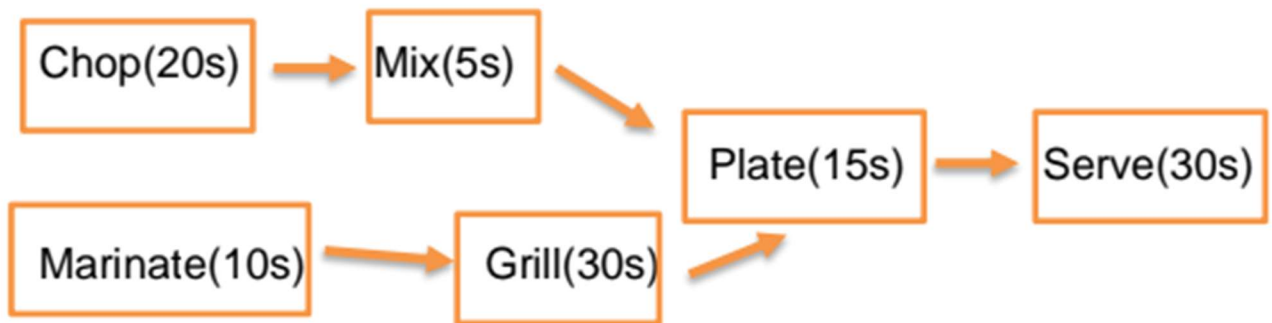 Chop(20s)
Mix(5s)
Plate(15s)
Serve(30s)
Marinate(10s)
Grill(30s)